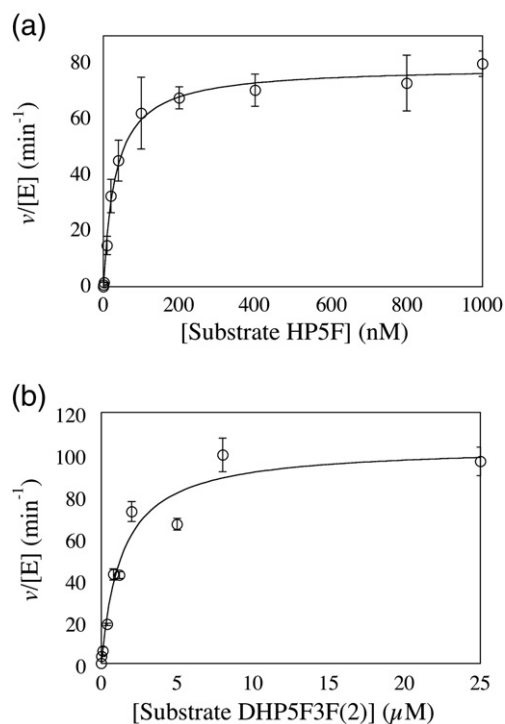 (a)
80
60
40
20
0
v/[E] (min⁻¹)
0 200 400 600 800 1000
[Substrate HP5F] (nM)
(b)
120
100
80
60
40
20
0
v/[E] (min⁻¹)
0 5 10 15 20 25
[Substrate DHP5F3F(2)] (µM)